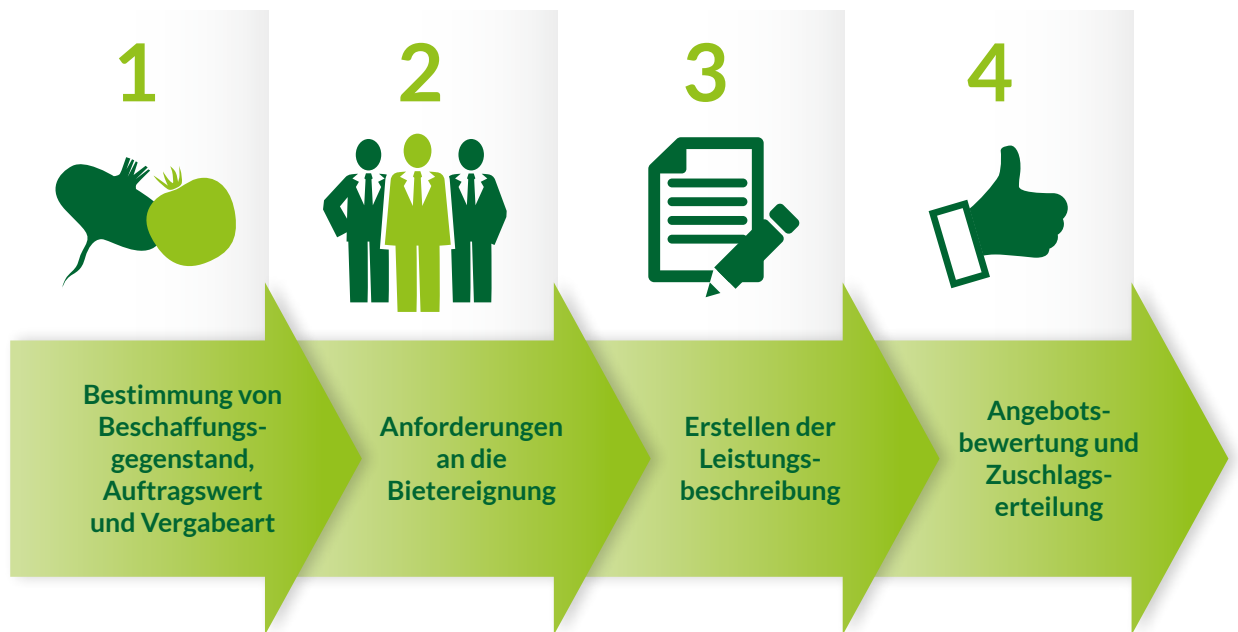 1
2
3
4
Bestimmung von
Beschaffungs-
gegenstand,
Auftragswert
und Vergabeart
Anforderungen
an die
Bietereignung
Erstellen der
Leistungs-
beschreibung
Angebots-
bewertung und
Zuschlags-
erteilung